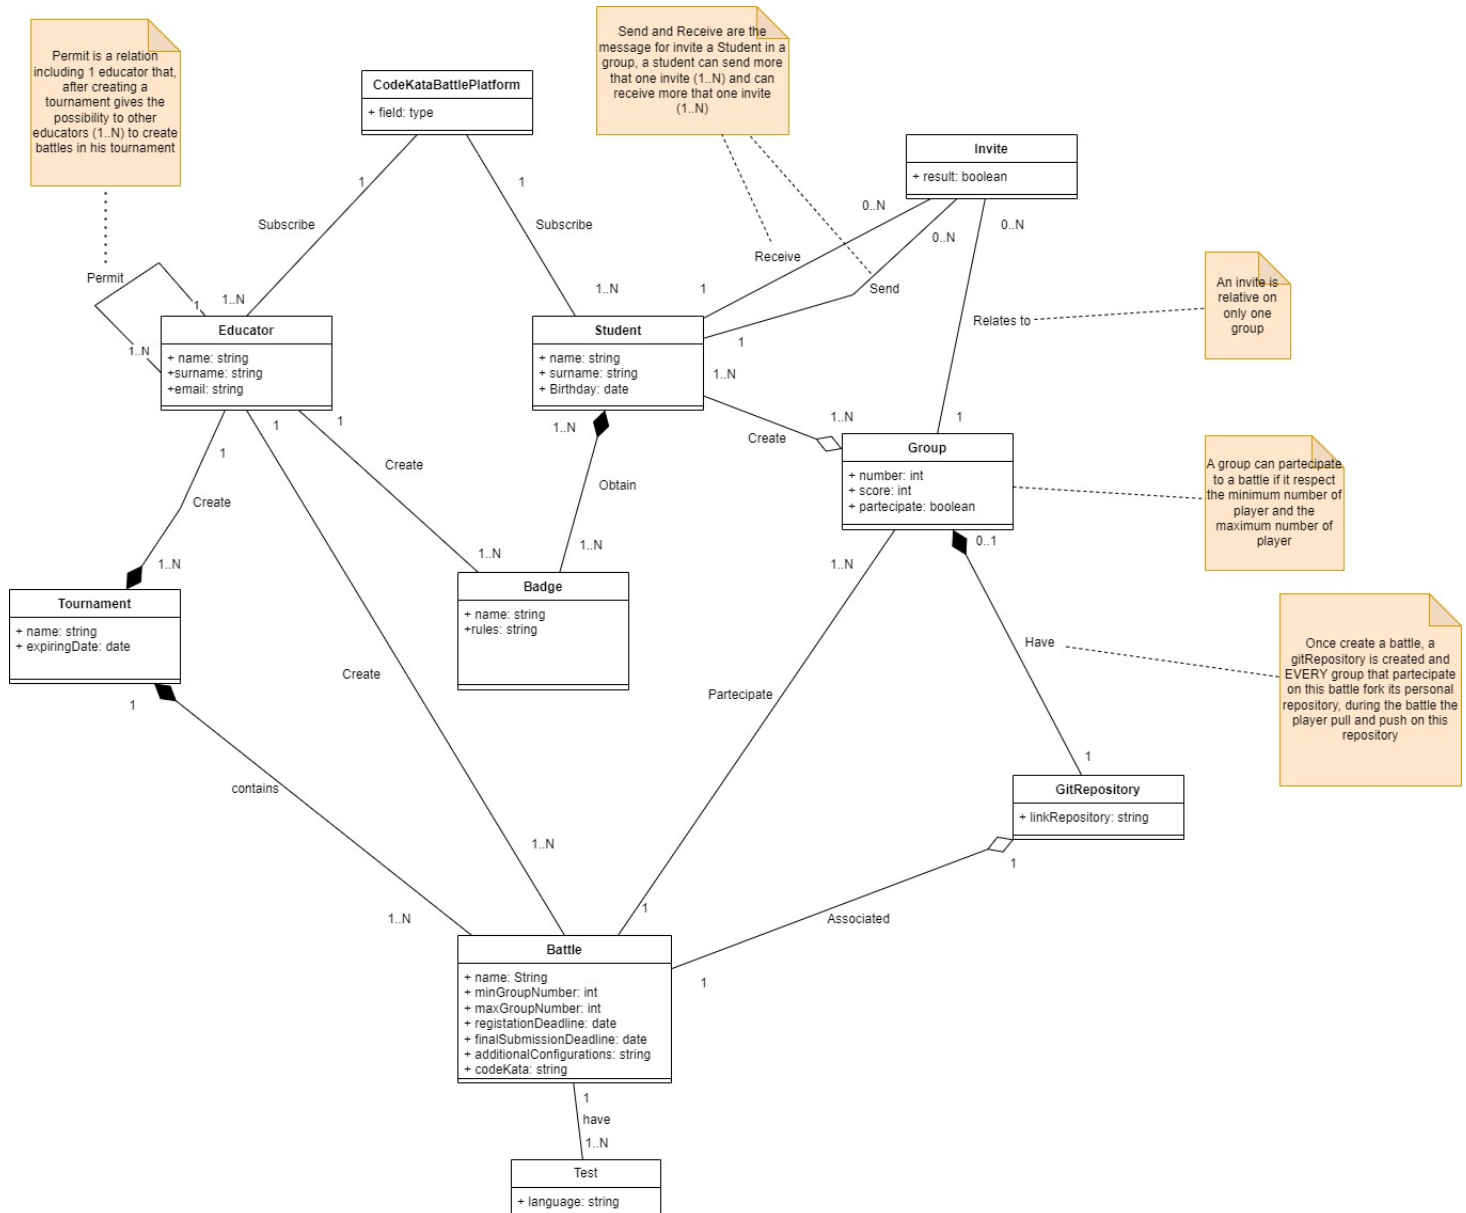 Permit is a relation
including 1 educator that,
after creating a
tournament gives the
possibility to other
educators (1..N) to create
battles in his tournament
CodeKataBattlePlatform
+ field: type
Send and Receive are the
message for invite a Student in a
group, a student can send more
that one invite (1..N) and can
receive more that one invite
(1..N)
Invite
+ result: boolean
1
1
0..N
0..N
0..N
Subscribe
Subscribe
Receive
Send
Permit
1
1..N
1..N
1
1
1..N
Relates to
An invite is
relative on
only one
group
Educator
+ name: string
+surname: string
+email: string
Student
+ name: string
+ surname: string
+ Birthday: date
1..N
1..N
1
1
1
1
1..N
Create
Create
Create
Obtain
Group
+ number: int
+ score: int
+ partecipate: boolean
A group can partecipate
to a battle if it respect
the minimum number of
player and the
maximum number of
player
0..1
1..N
1..N
1..N
1..N
Tournament
+ name: string
+ expiringDate: date
Badge
+ name: string
+rules: string
Have
Once create a battle, a
gitRepository is created and
EVERY group that partecipate
on this battle fork its personal
repository, during the battle the
player pull and push on this
repository
Create
Partecipate
1
contains
1
GitRepository
+ linkRepository: string
1..N
1
1..N
1
Associated
1
Battle
+ name: String
+ minGroupNumber: int
+ maxGroupNumber: int
+ registationDeadline: date
+ finalSubmissionDeadline: date
+ additionalConfigurations: string
+ codeKata: string
1
have
1..N
Test
+ language: string